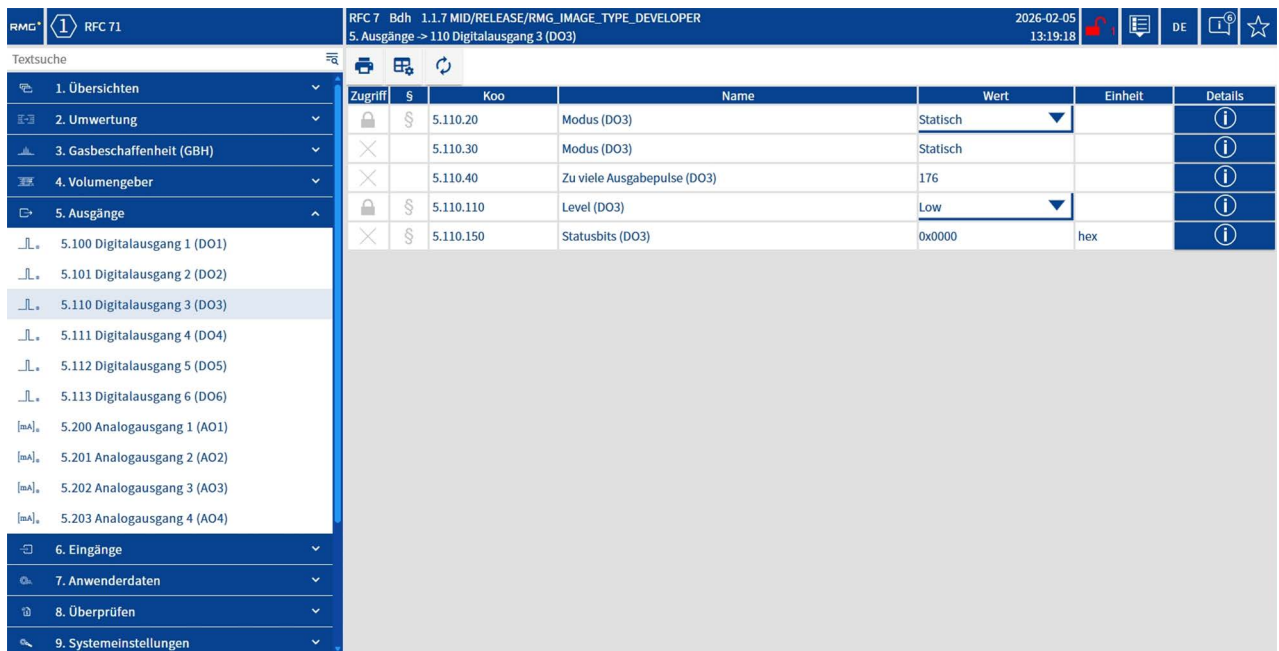 RMG
1 RFC 71
RFC 7 Bdh 1.1.7 MID/RELEASE/RMG_IMAGE_TYPE_DEVELOPER
5. Ausgänge -> 110 Digitalausgang 3 (DO3)
2026-02-05
13:19:18
1
DE
6
Textsuche
1. Übersichten
2. Umwertung
3. Gasbeschaffenheit (GBH)
4. Volumengeber
5. Ausgänge
5.100 Digitalausgang 1 (DO1)
5.101 Digitalausgang 2 (DO2)
5.110 Digitalausgang 3 (DO3)
5.111 Digitalausgang 4 (DO4)
5.112 Digitalausgang 5 (DO5)
5.113 Digitalausgang 6 (DO6)
[mA] 5.200 Analogausgang 1 (AO1)
[mA] 5.201 Analogausgang 2 (AO2)
[mA] 5.202 Analogausgang 3 (AO3)
[mA] 5.203 Analogausgang 4 (AO4)
6. Eingänge
7. Anwenderdaten
8. Überprüfen
9. Systemeinstellungen
Zugriff § Koo Name Wert Einheit Details
§ 5.110.20 Modus (DO3) Statisch
5.110.30 Modus (DO3) Statisch
5.110.40 Zu viele Ausgabepulse (DO3) 176
§ 5.110.110 Level (DO3) Low
§ 5.110.150 Statusbits (DO3) 0x0000 hex